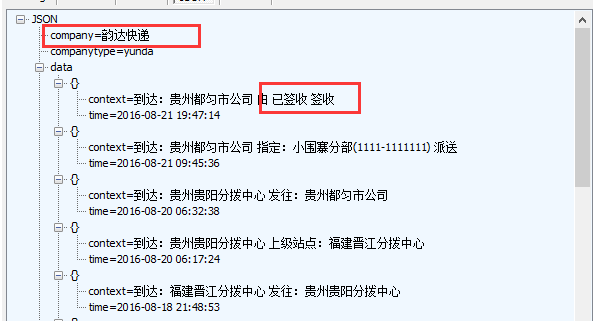 JSON
company=韵达快递
companytype=yunda
data
{}
context=到达：贵州都匀市公司 由 已签收 签收
time=2016-08-21 19:47:14
{}
context=到达：贵州都匀市公司 指定：小围寨分部(1111-1111111) 派送
time=2016-08-21 09:45:36
{}
context=到达：贵州贵阳分拨中心 发往：贵州都匀市公司
time=2016-08-20 06:32:38
{}
context=到达：贵州贵阳分拨中心 上级站点：福建晋江分拨中心
time=2016-08-20 06:17:24
{}
context=到达：福建晋江分拨中心 发往：贵州贵阳分拨中心
time=2016-08-18 21:48:53
{}